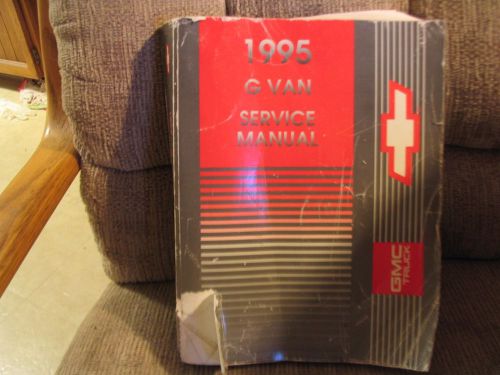 1995
G VAN
SERVICE
MANUAL
GMC
TRUCK